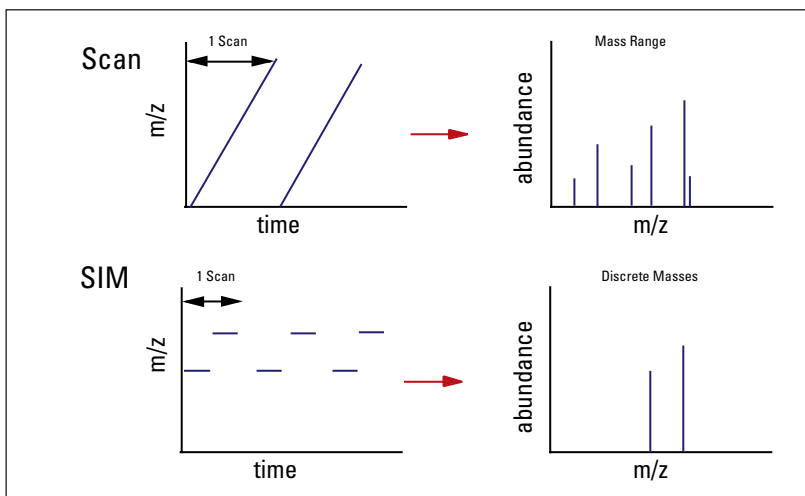 Scan
1 Scan
m/z
time
Mass Range
abundance
m/z
SIM
1 Scan
m/z
time
Discrete Masses
abundance
m/z